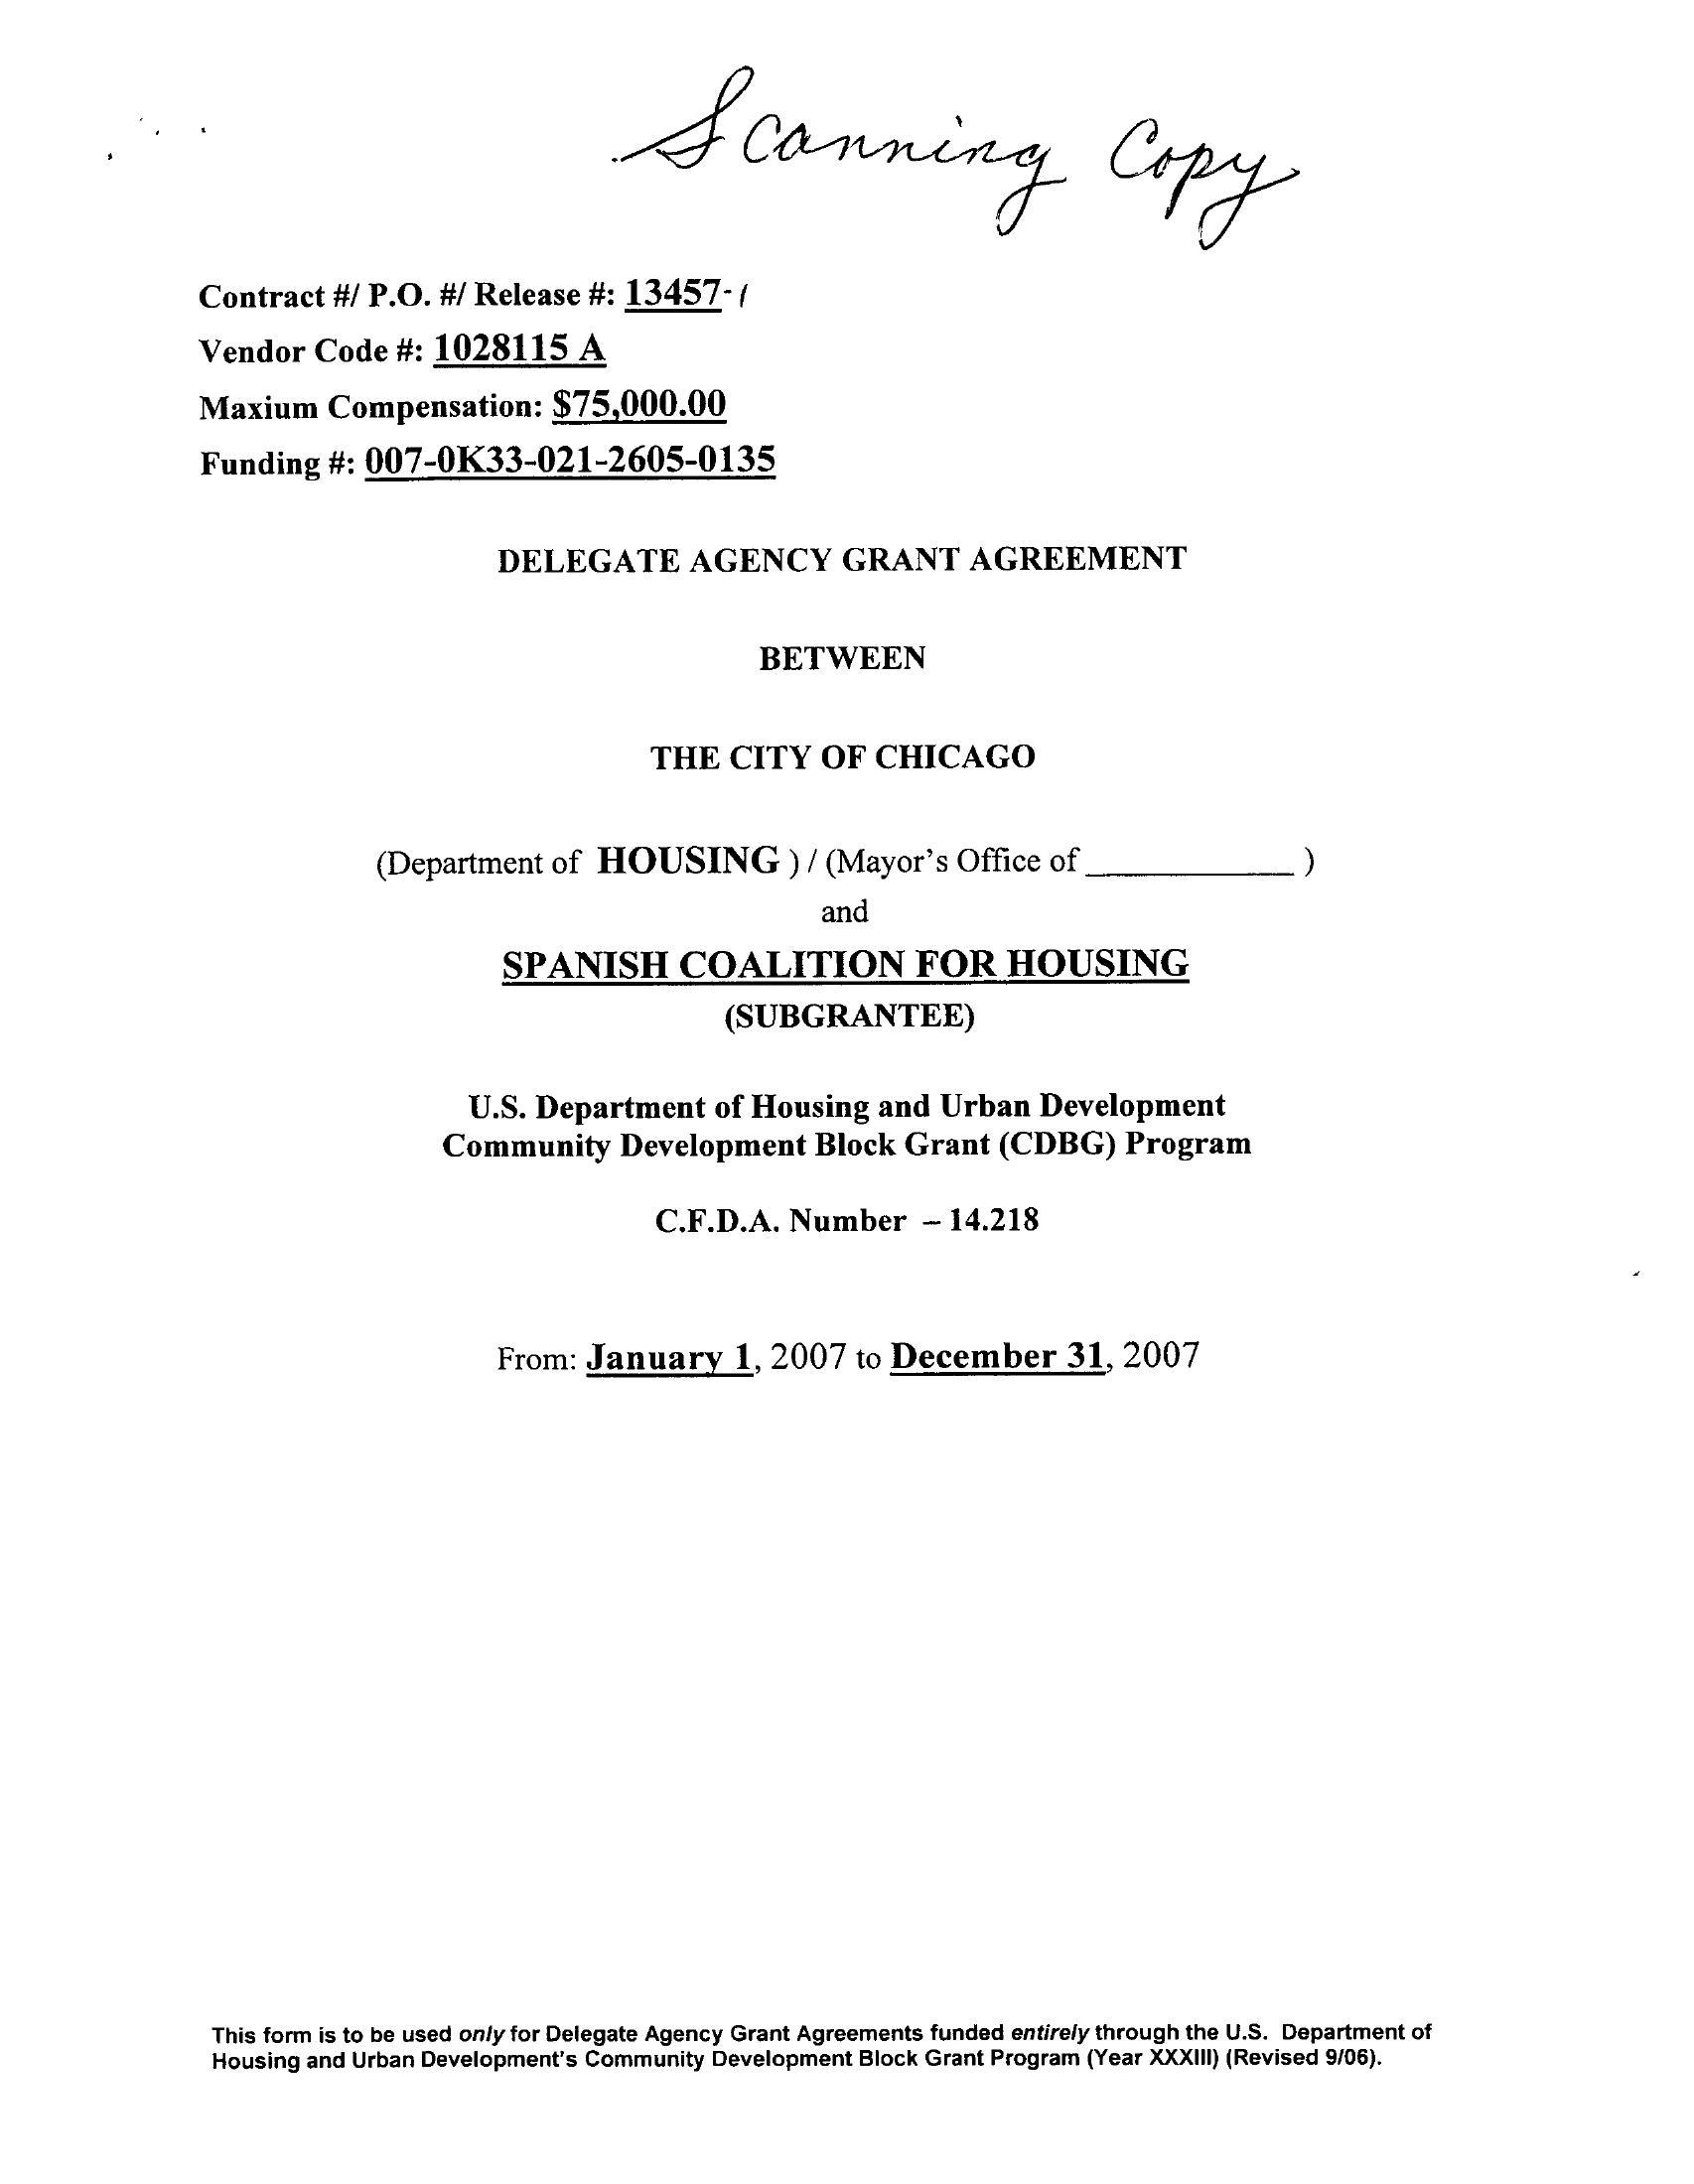 Scanning Copy
Contract #/ P.O. #/ Release #: 13457-1
Vendor Code #: 1028115 A
Maxium Compensation: $75,000.00
Funding #: 007-0K33-021-2605-0135
DELEGATE AGENCY GRANT AGREEMENT
BETWEEN
THE CITY OF CHICAGO
(Department of HOUSING ) / (Mayor's Office of ____________ )
and
SPANISH COALITION FOR HOUSING
(SUBGRANTEE)
U.S. Department of Housing and Urban Development
Community Development Block Grant (CDBG) Program
C.F.D.A. Number – 14.218
From: January 1, 2007 to December 31, 2007
This form is to be used only for Delegate Agency Grant Agreements funded entirely through the U.S. Department of
Housing and Urban Development's Community Development Block Grant Program (Year XXXIII) (Revised 9/06).